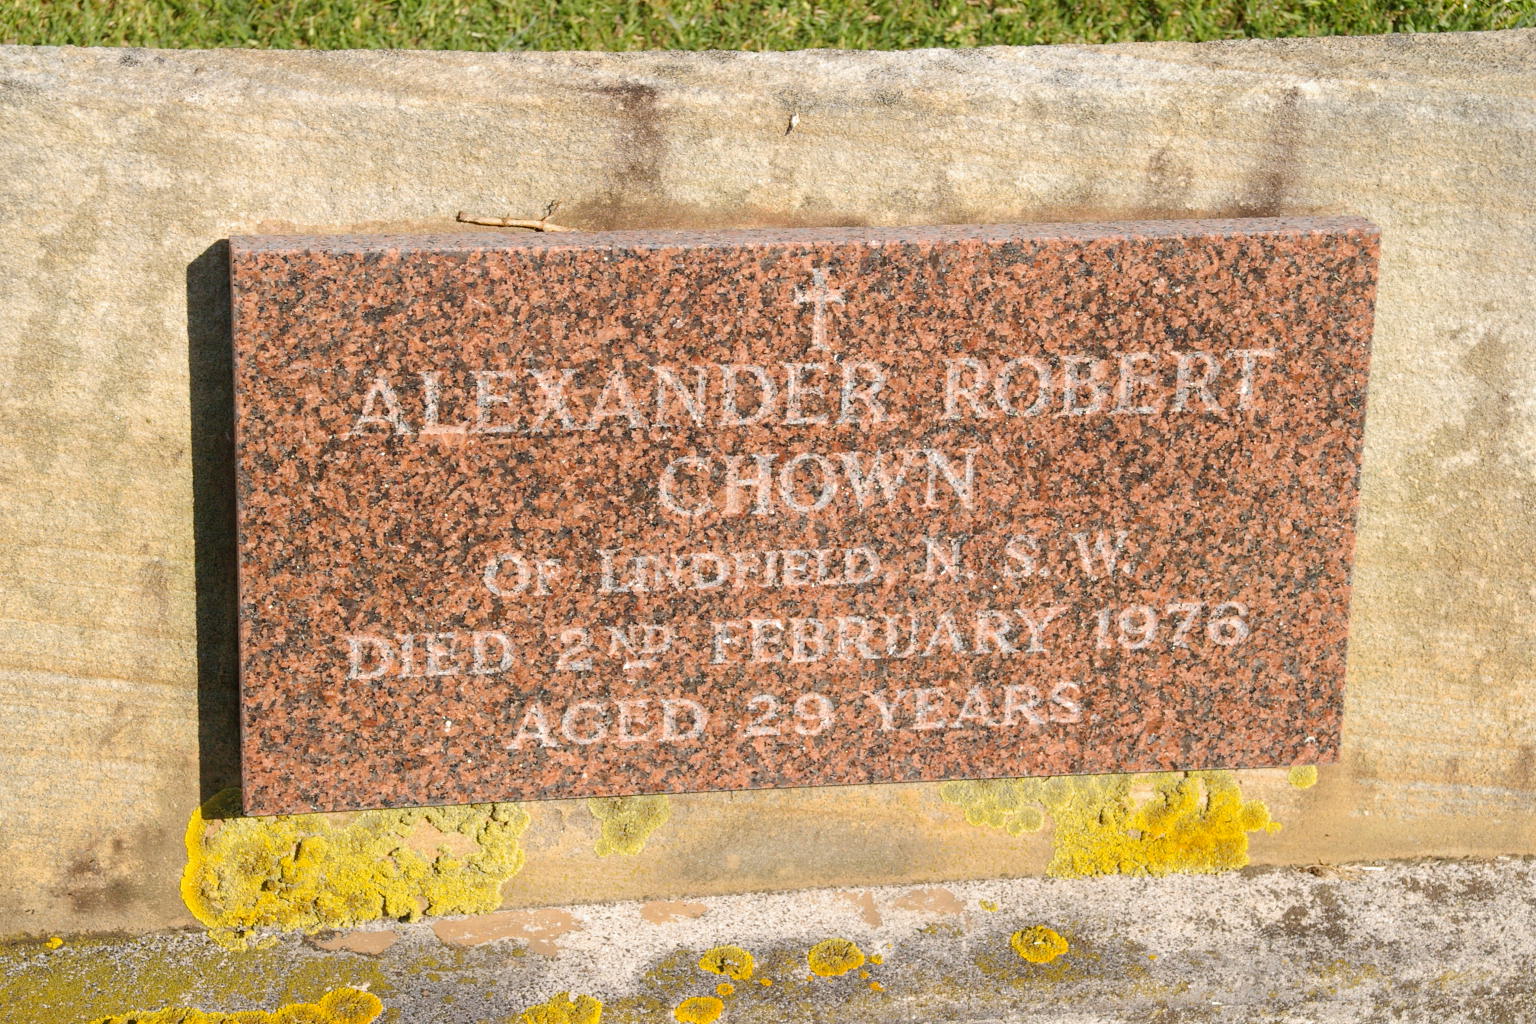 ALEXANDER ROBERT
CHOWN
OF LINDFIELD, N. S. W.
DIED 2ND FEBRUARY 1976
AGED 29 YEARS.